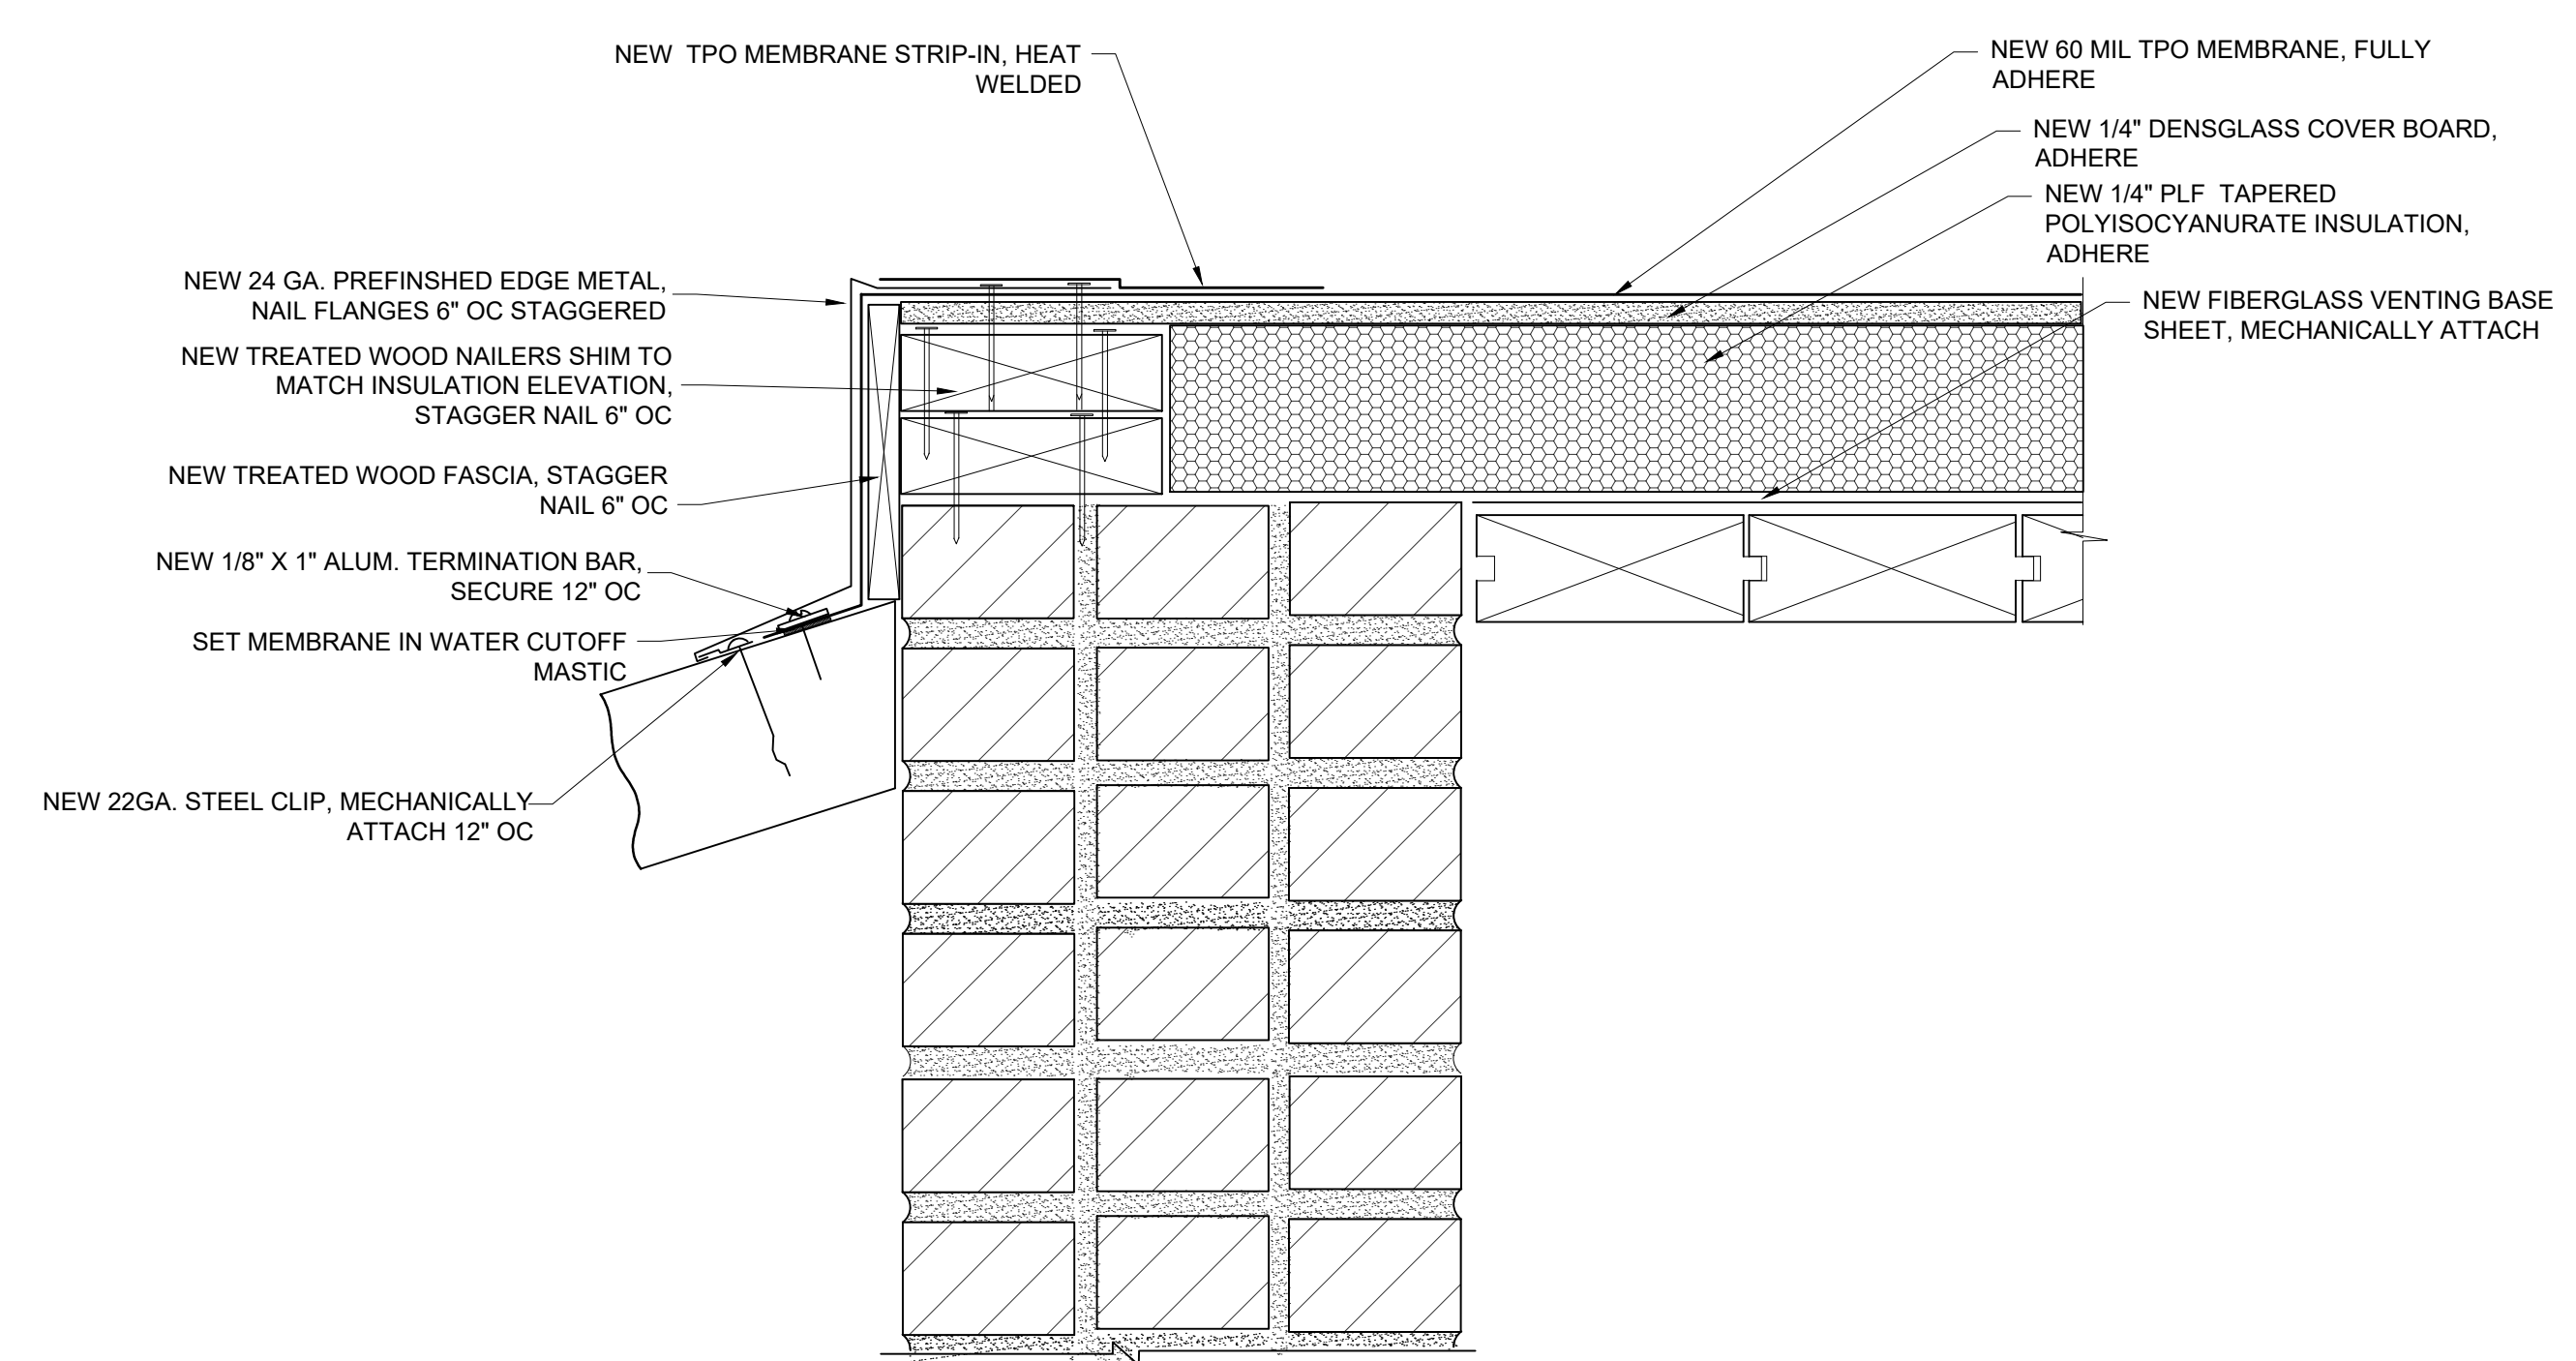 NEW  TPO MEMBRANE STRIP-IN, HEAT
WELDED
NEW 60 MIL TPO MEMBRANE, FULLY
ADHERE
NEW 1/4" DENSGLASS COVER BOARD,
ADHERE
NEW 1/4" PLF  TAPERED
POLYISOCYANURATE INSULATION,
ADHERE
NEW FIBERGLASS VENTING BASE
SHEET, MECHANICALLY ATTACH
NEW 24 GA. PREFINSHED EDGE METAL,
NAIL FLANGES 6" OC STAGGERED
NEW TREATED WOOD NAILERS SHIM TO
MATCH INSULATION ELEVATION,
STAGGER NAIL 6" OC
NEW TREATED WOOD FASCIA, STAGGER
NAIL 6" OC
NEW 1/8" X 1" ALUM. TERMINATION BAR,
SECURE 12" OC
SET MEMBRANE IN WATER CUTOFF
MASTIC
NEW 22GA. STEEL CLIP, MECHANICALLY
ATTACH 12" OC